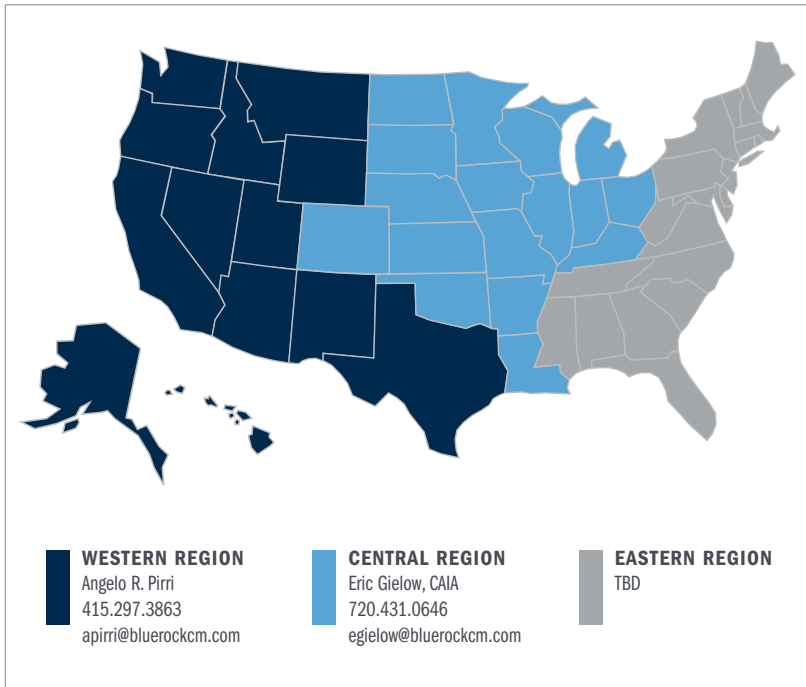 WESTERN REGION
Angelo R. Pirri
415.297.3863
apirri@bluerockcm.com
CENTRAL REGION
Eric Gielow, CAIA
720.431.0646
egielow@bluerockcm.com
EASTERN REGION
TBD